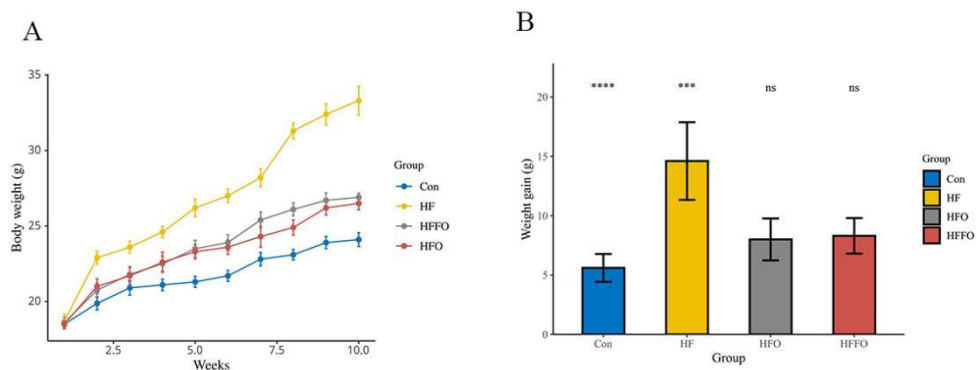 A
35
30
25
20
Body weight (g)
2.5 5.0 7.5 10.0
Weeks
Group
Con
HF
HFFO
HFO
B
**** *** ns ns
20
15
10
5
0
Weight gain (g)
Con HF HFO HFFO
Group
Group
Con
HF
HFO
HFFO